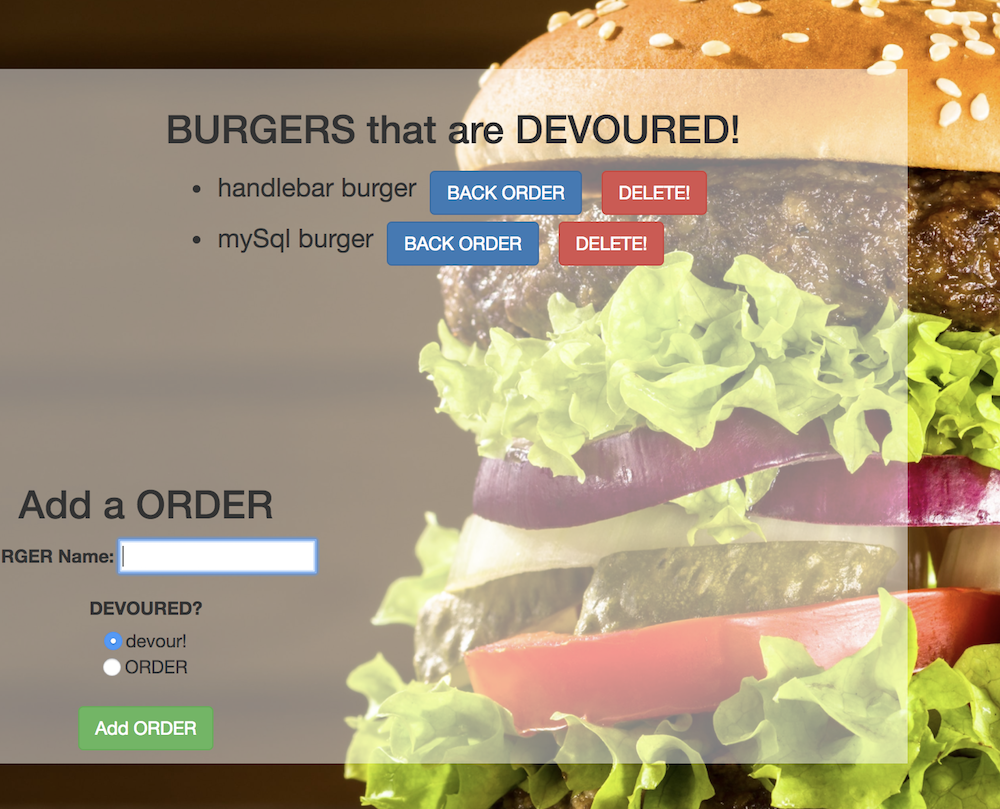 BURGERS that are DEVOURED!
handlebar burger BACK ORDER DELETE!
mySql burger BACK ORDER DELETE!
Add a ORDER
RGER Name:
DEVOURED?
devour!
ORDER
Add ORDER